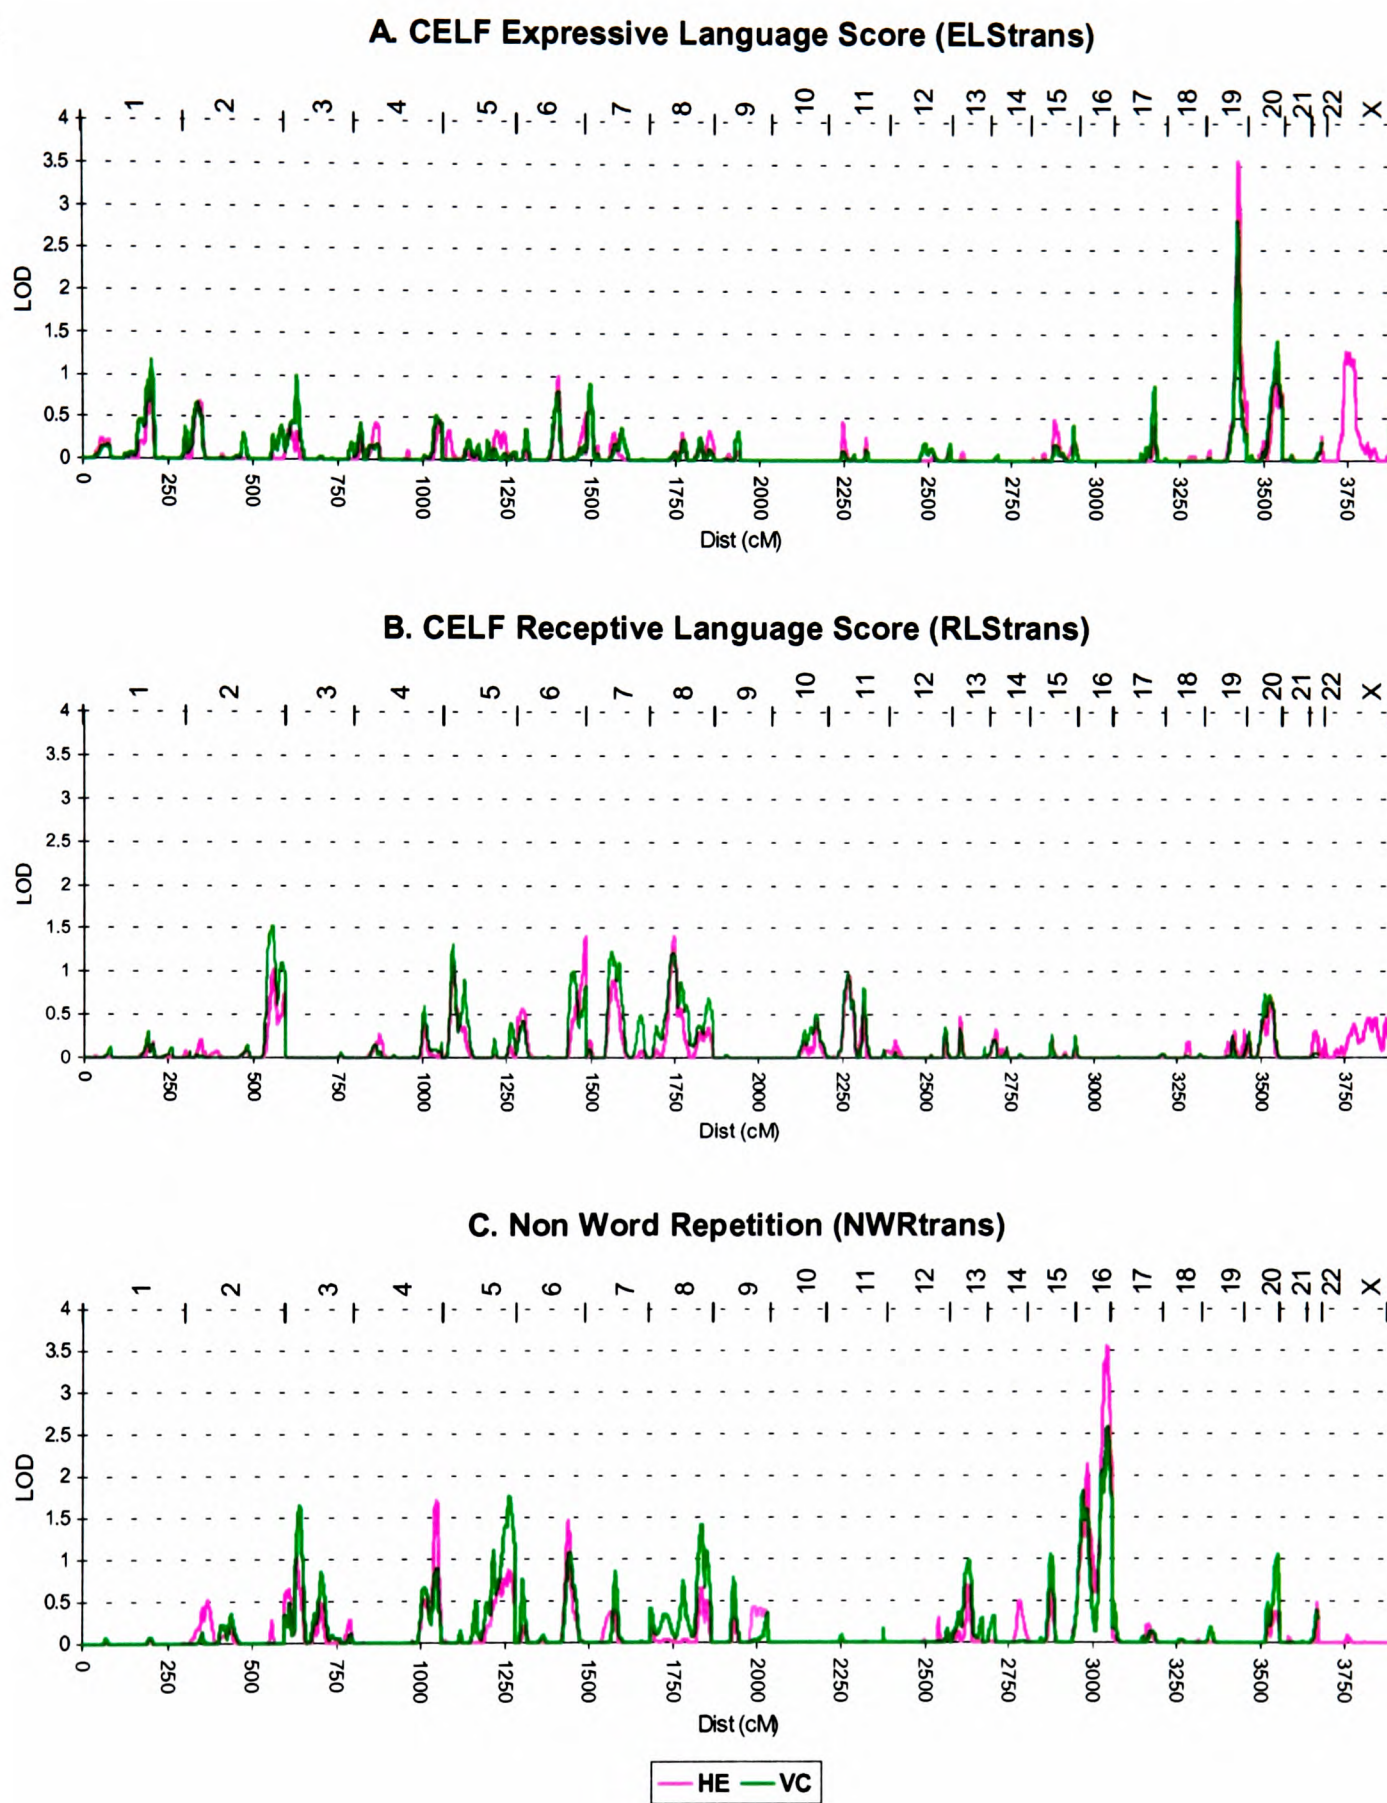 A. CELF Expressive Language Score (ELStrans)
1 2 3 4 5 6 7 8 9 10 11 12 13 14 15 16 17 18 19 20 21 22 X
4
3.5
3
2.5
2
1.5
1
0.5
0
LOD
0 250 500 750 1000 1250 1500 1750 2000 2250 2500 2750 3000 3250 3500 3750
Dist (cM)
B. CELF Receptive Language Score (RLStrans)
1 2 3 4 5 6 7 8 9 10 11 12 13 14 15 16 17 18 19 20 21 22 X
4
3.5
3
2.5
2
1.5
1
0.5
0
LOD
0 250 500 750 1000 1250 1500 1750 2000 2250 2500 2750 3000 3250 3500 3750
Dist (cM)
C. Non Word Repetition (NWRtrans)
1 2 3 4 5 6 7 8 9 10 11 12 13 14 15 16 17 18 19 20 21 22 X
4
3.5
3
2.5
2
1.5
1
0.5
0
LOD
0 250 500 750 1000 1250 1500 1750 2000 2250 2500 2750 3000 3250 3500 3750
Dist (cM)
HE VC